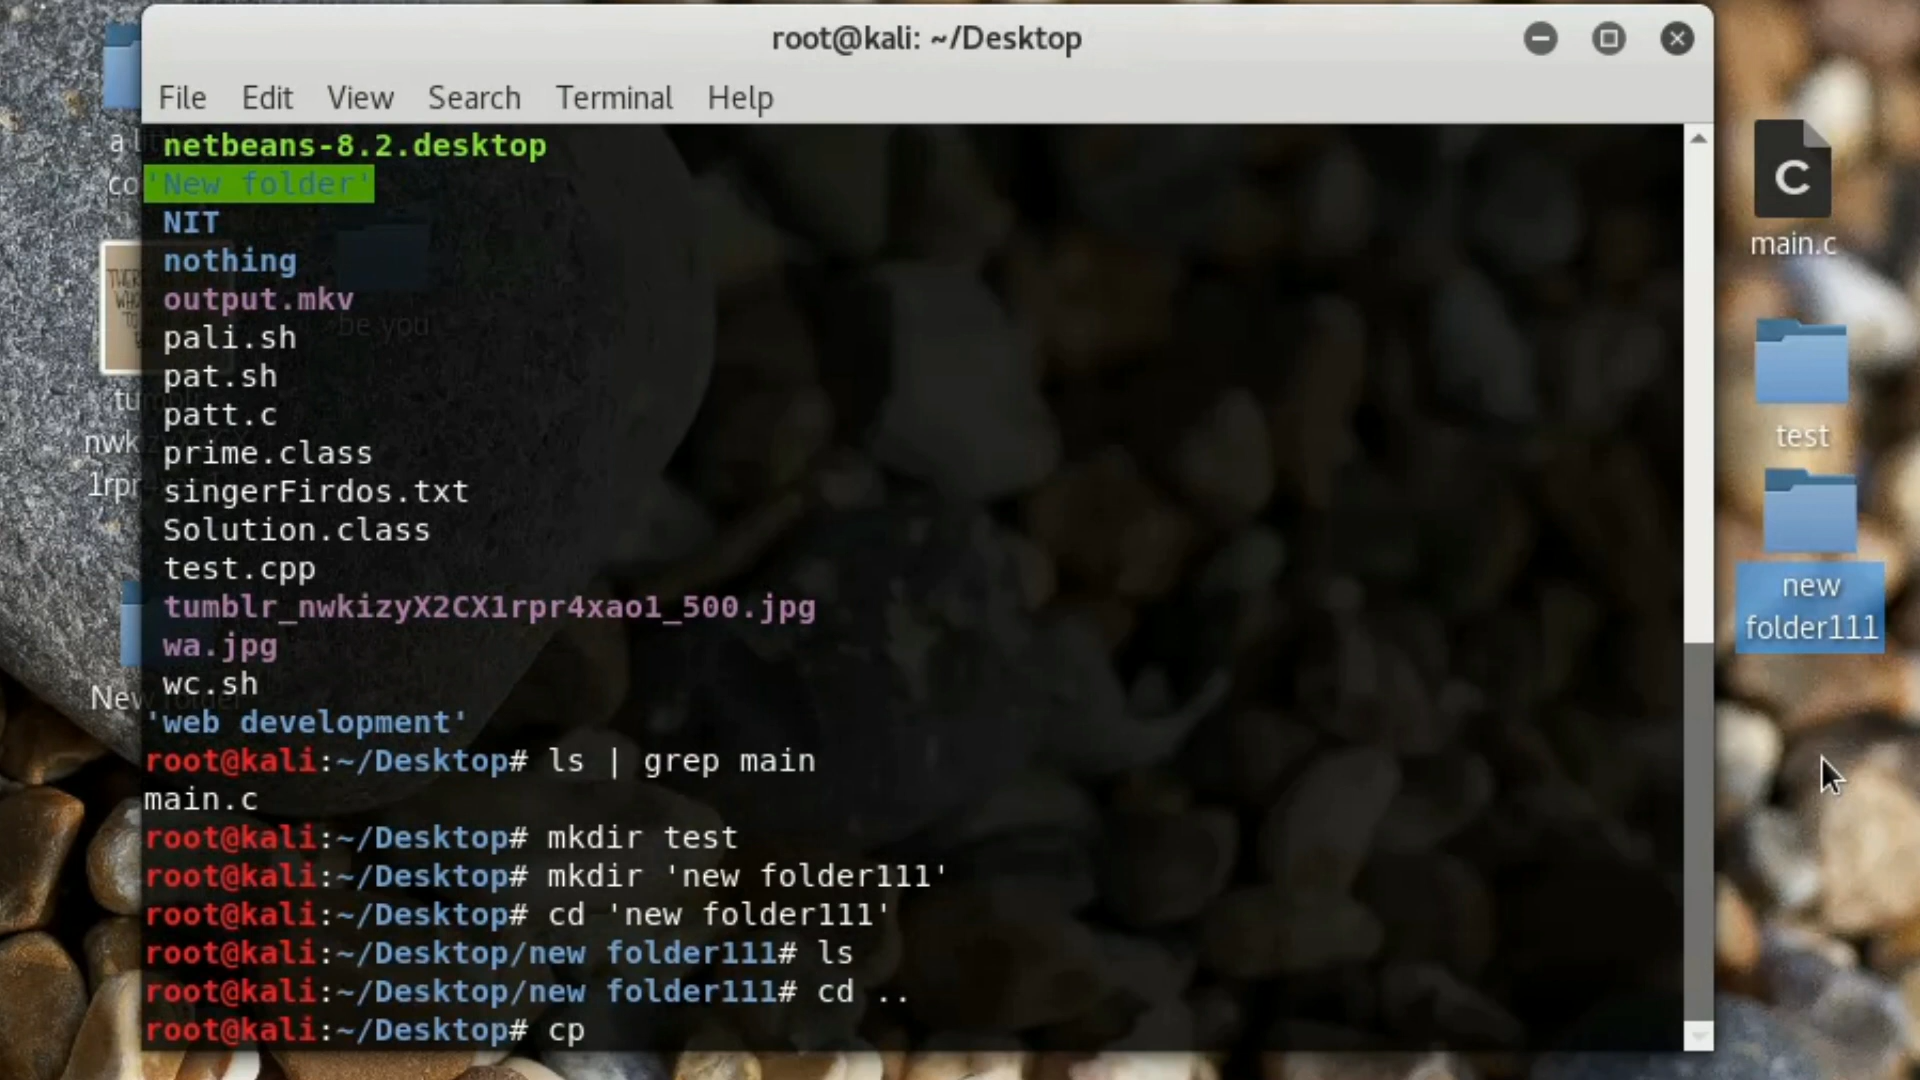 root@kali: ~/Desktop
File Edit View Search Terminal Help
netbeans-8.2.desktop
'New folder'
NIT
nothing
output.mkv
pali.sh
pat.sh
patt.c
prime.class
singerFirdos.txt
Solution.class
test.cpp
tumblr_nwkizyX2CX1rpr4xao1_500.jpg
wa.jpg
wc.sh
'web development'
root@kali:~/Desktop# ls | grep main
main.c
root@kali:~/Desktop# mkdir test
root@kali:~/Desktop# mkdir 'new folder111'
root@kali:~/Desktop# cd 'new folder111'
root@kali:~/Desktop/new folder111# ls
root@kali:~/Desktop/new folder111# cd ..
root@kali:~/Desktop# cp
be you
New folder
main.c
test
new
folder111